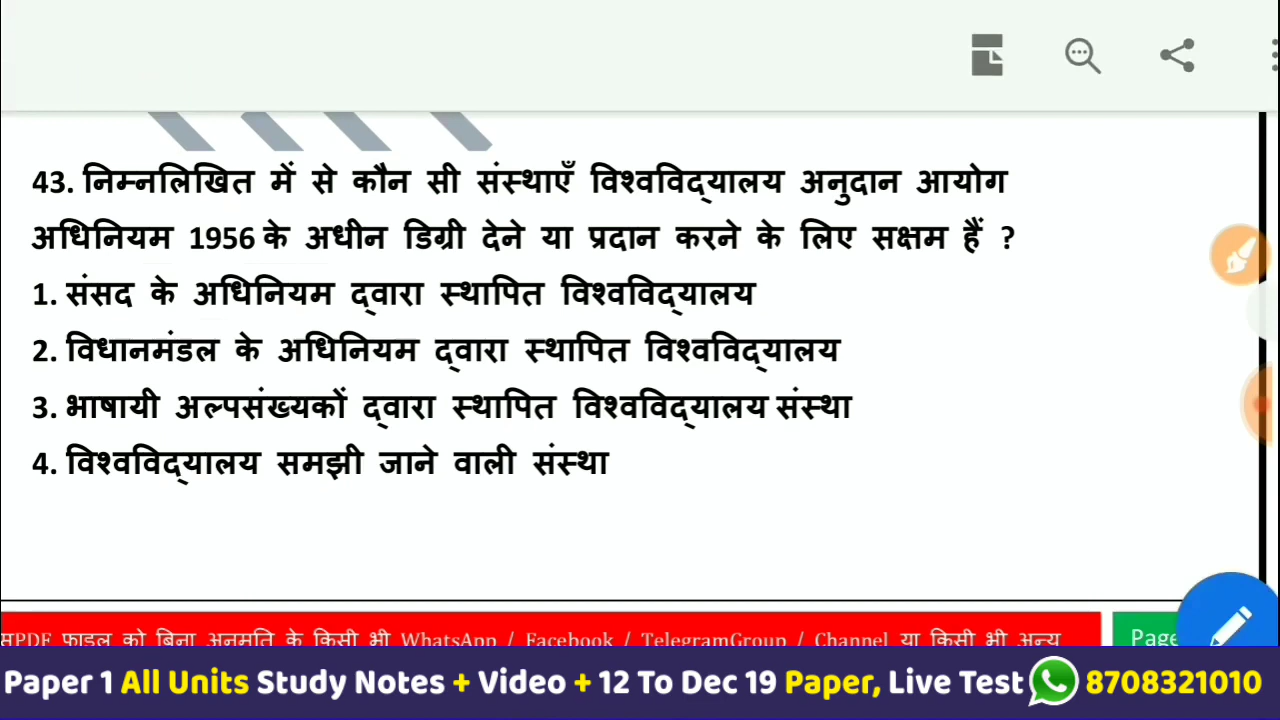 43. निम्नलिखित में से कौन सी संस्थाएँ विश्वविद्यालय अनुदान आयोग
अधिनियम 1956 के अधीन डिग्री देने या प्रदान करने के लिए सक्षम हैं ?
1. संसद के अधिनियम द्वारा स्थापित विश्वविद्यालय
2. विधानमंडल के अधिनियम द्वारा स्थापित विश्वविद्यालय
3. भाषायी अल्पसंख्यकों द्वारा स्थापित विश्वविद्यालय संस्था
4. विश्वविद्यालय समझी जाने वाली संस्था
PDF फाइल को बिना अनुमति के किसी भी WhatsApp / Facebook / TelegramGroup / Channel या किसी भी अन्य
Page
Paper 1 All Units Study Notes + Video + 12 To Dec 19 Paper, Live Test 8708321010